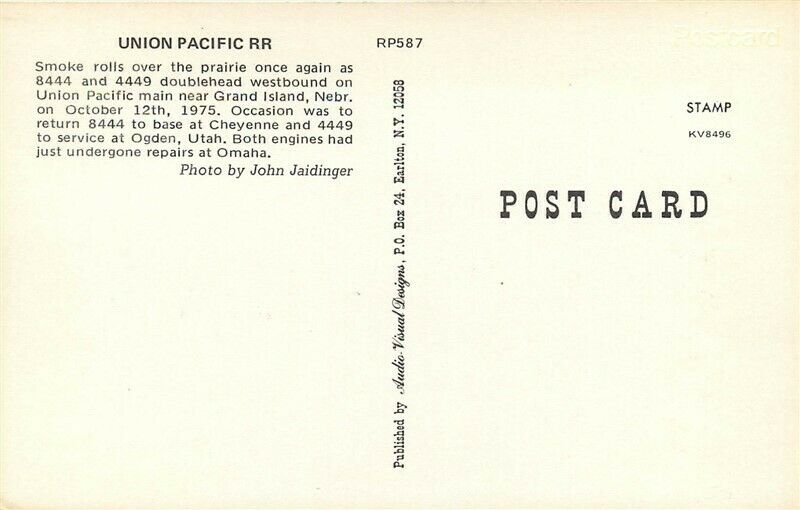 UNION PACIFIC RR
Smoke rolls over the prairie once again as
8444 and 4449 doublehead westbound on
Union Pacific main near Grand Island, Nebr.
on October 12th, 1975. Occasion was to
return 8444 to base at Cheyenne and 4449
to service at Ogden, Utah. Both engines had
just undergone repairs at Omaha.
Photo by John Jaidinger
RP587
Published by Audio-Visual Designs, P.O. Box 24, Earlton, N.Y. 12058
Postcard
STAMP
KV8496
POST CARD